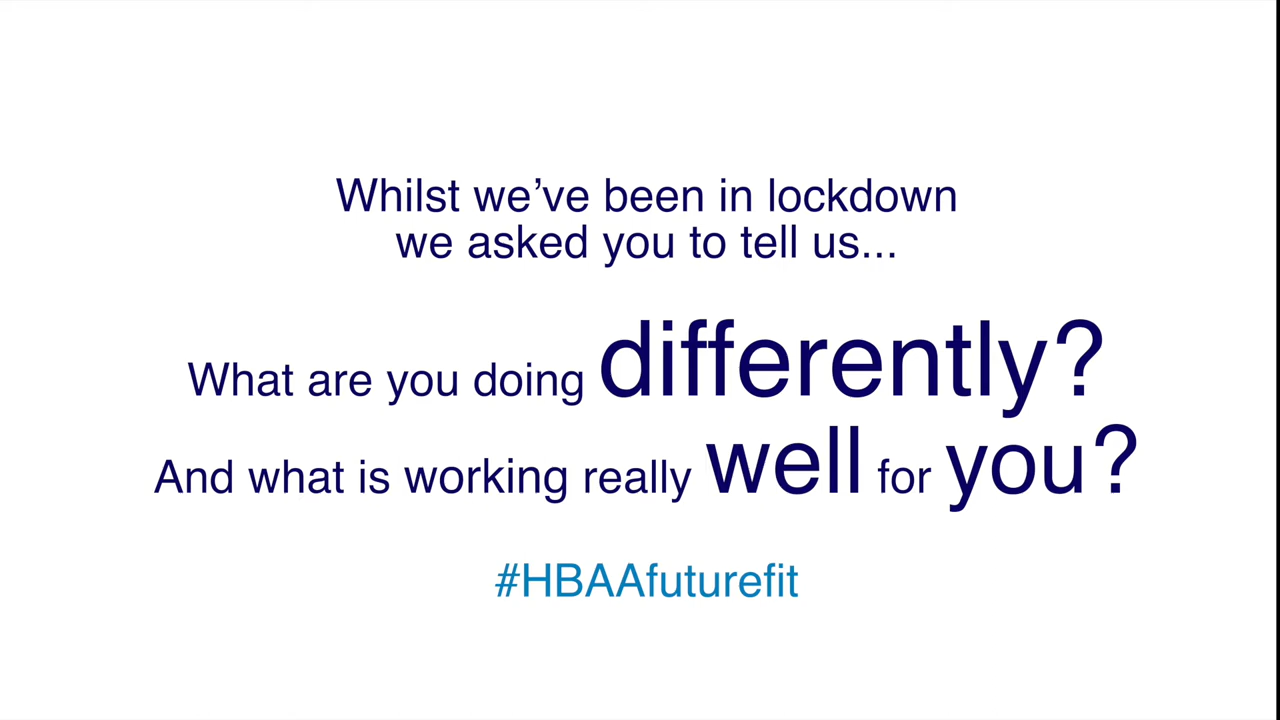 Whilst we’ve been in lockdown
we asked you to tell us...
What are you doing differently?
And what is working really well for you?
#HBAAfuturefit